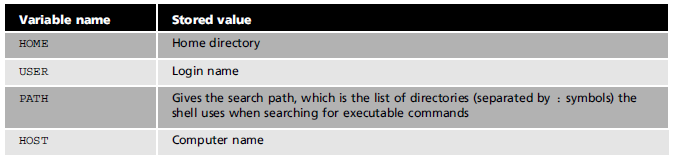 Variable name Stored value
HOME Home directory
USER Login name
PATH Gives the search path, which is the list of directories (separated by : symbols) the
shell uses when searching for executable commands
HOST Computer name